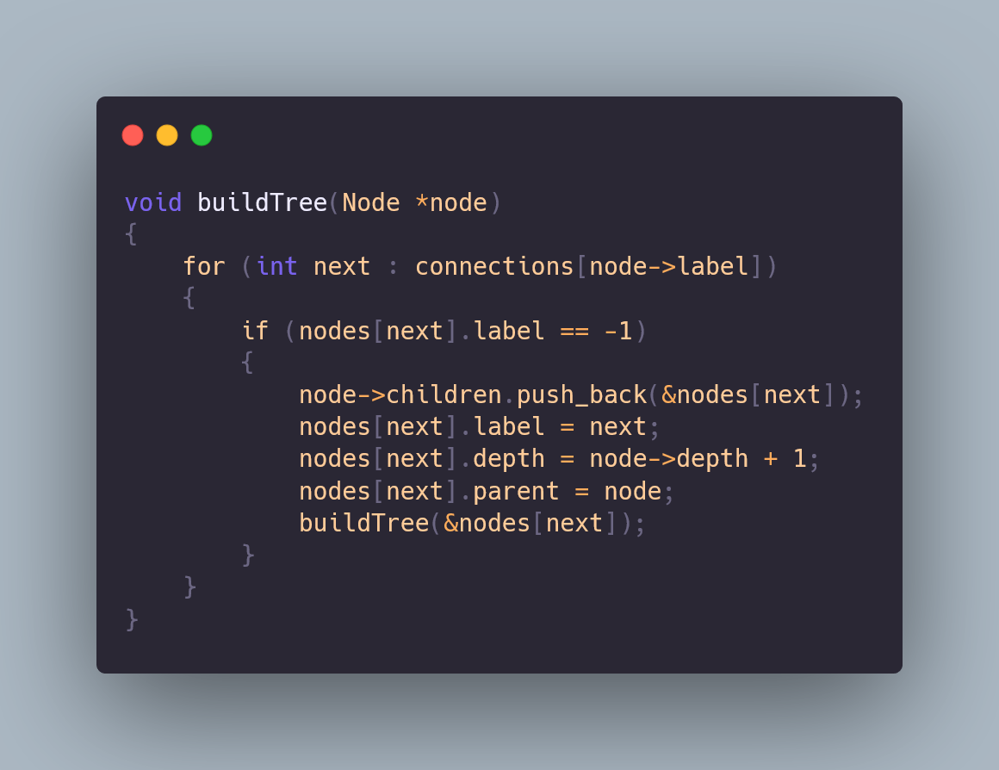 void buildTree(Node *node)
{
    for (int next : connections[node->label])
    {
        if (nodes[next].label == -1)
        {
            node->children.push_back(&nodes[next]);
            nodes[next].label = next;
            nodes[next].depth = node->depth + 1;
            nodes[next].parent = node;
            buildTree(&nodes[next]);
        }
    }
}